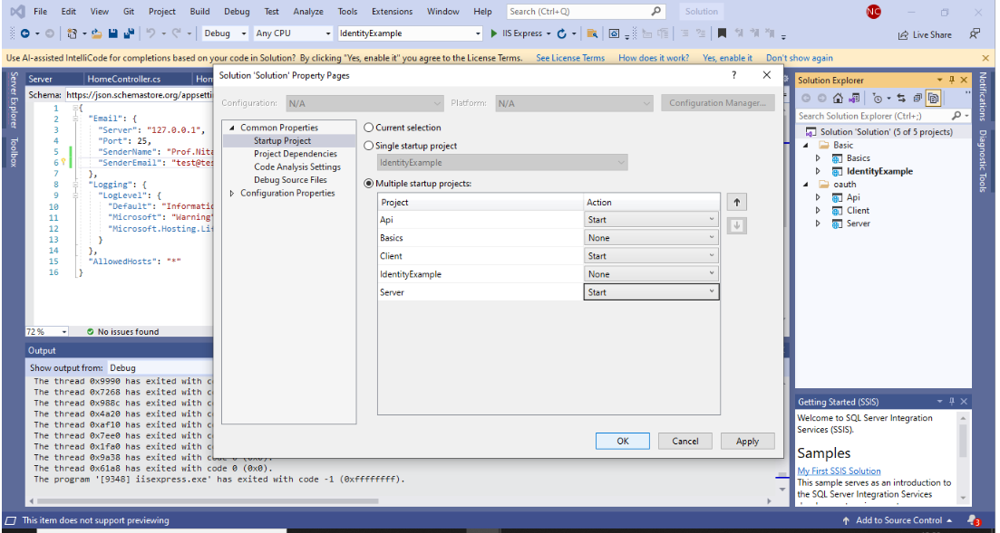 File Edit View Git Project Build Debug Test Analyze Tools Extensions Window Help Search (Ctrl+Q) Solution NC
Debug Any CPU IdentityExample IIS Express Live Share
Use AI-assisted IntelliCode for completions based on your code in Solution? By clicking "Yes, enable it" you agree to the License Terms. See License Terms How does it work? Yes, enable it Don't show again
Server Explorer
Toolbox
Server HomeController.cs
Schema: https://json.schemastore.org/appsetti
1 {
2 "Email": {
3 "Server": "127.0.0.1",
4 "Port": 25,
5 "SenderName": "Prof.Nita
6 "SenderEmail": "test@tes
7 },
8 "Logging": {
9 "LogLevel": {
10 "Default": "Informatio
11 "Microsoft": "Warning"
12 "Microsoft.Hosting.Li
13 }
14 },
15 "AllowedHosts": "*"
16 }
72 % No issues found
Output
Show output from: Debug
The thread 0x9990 has exited with c
The thread 0x7268 has exited with c
The thread 0x988c has exited with c
The thread 0x4a20 has exited with c
The thread 0xaf10 has exited with c
The thread 0x7ee0 has exited with c
The thread 0x1fa0 has exited with c
The thread 0x9a38 has exited with code 0 (0x0).
The thread 0x61a8 has exited with code 0 (0x0).
The program '[9348] iisexpress.exe' has exited with code -1 (0xffffffff).
Solution 'Solution' Property Pages ? X
Configuration: N/A Platform: N/A Configuration Manager...
Common Properties
Startup Project
Project Dependencies
Code Analysis Settings
Debug Source Files
Configuration Properties
Current selection
Single startup project
IdentityExample
Multiple startup projects:
Project Action
Api Start
Basics None
Client Start
IdentityExample None
Server Start
OK Cancel Apply
Solution Explorer
Search Solution Explorer (Ctrl+;)
Solution 'Solution' (5 of 5 projects)
Basic
Basics
IdentityExample
oauth
Api
Client
Server
Notifications
Diagnostic Tools
Getting Started (SSIS)
Welcome to SQL Server Integration
Services (SSIS).
Samples
My First SSIS Solution
This sample serves as an introduction to
the SQL Server Integration Services
This item does not support previewing Add to Source Control 3